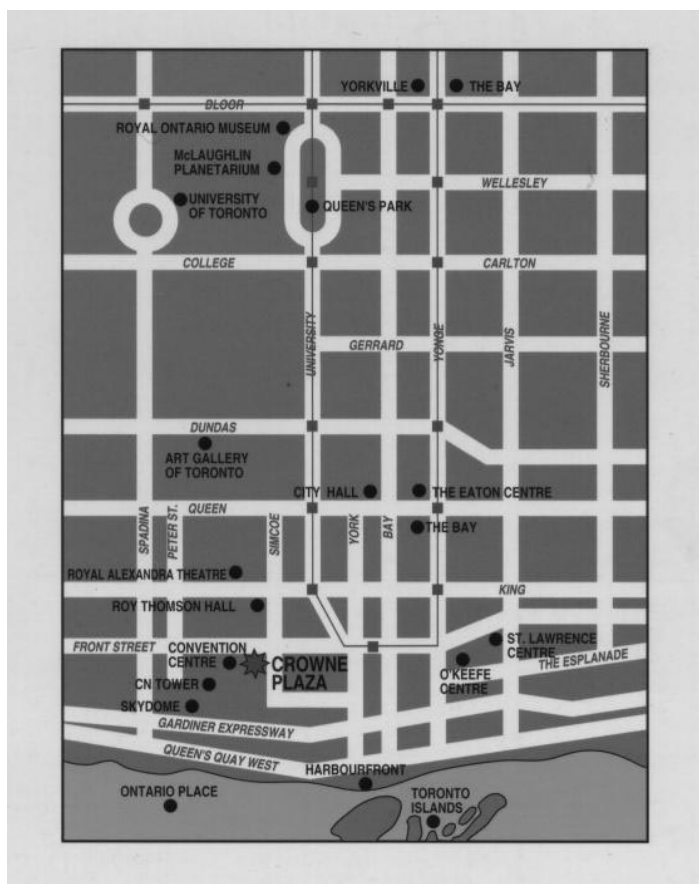 YORKVILLE
THE BAY
BLOOR
ROYAL ONTARIO MUSEUM
McLAUGHLIN
PLANETARIUM
WELLESLEY
UNIVERSITY
OF TORONTO
QUEEN'S PARK
COLLEGE
CARLTON
UNIVERSITY
GERRARD
YONGE
JARVIS
SHERBOURNE
DUNDAS
ART GALLERY
OF TORONTO
CITY HALL
THE EATON CENTRE
QUEEN
SPADINA
PETER ST.
SIMCOE
YORK
BAY
THE BAY
ROYAL ALEXANDRA THEATRE
KING
ROY THOMSON HALL
FRONT STREET
CONVENTION
CENTRE
CROWNE
PLAZA
ST. LAWRENCE
CENTRE
O'KEEFE
CENTRE
THE ESPLANADE
CN TOWER
SKYDOME
GARDINER EXPRESSWAY
QUEEN'S QUAY WEST
HARBOURFRONT
ONTARIO PLACE
TORONTO
ISLANDS